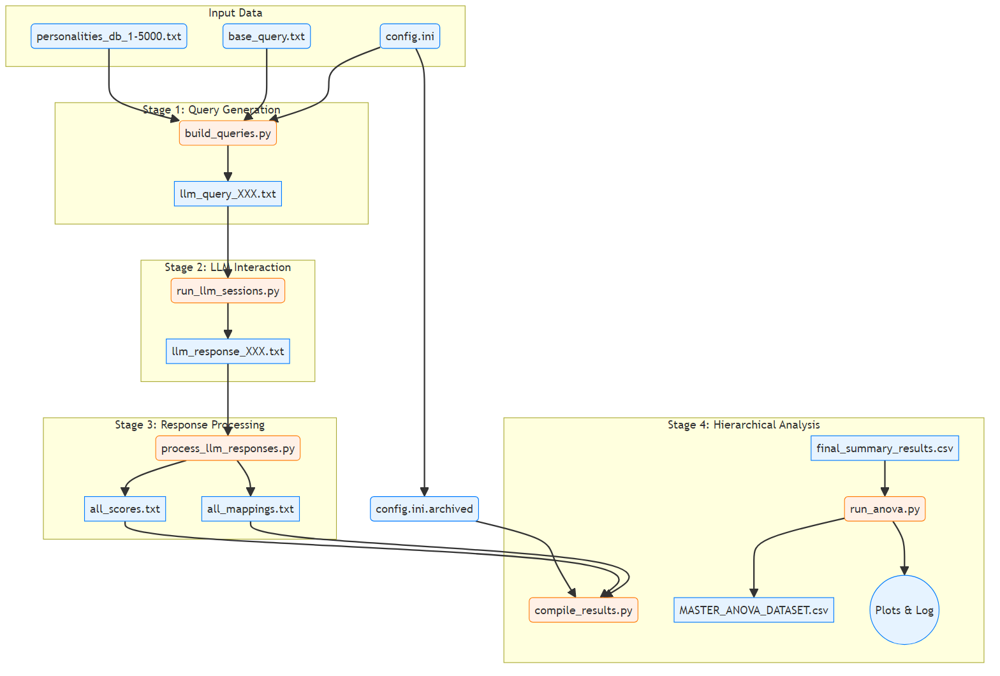 Input Data
personalities_db_1-5000.txt
base_query.txt
config.ini
Stage 1: Query Generation
build_queries.py
llm_query_XXX.txt
Stage 2: LLM Interaction
run_llm_sessions.py
llm_response_XXX.txt
Stage 3: Response Processing
process_llm_responses.py
all_scores.txt
all_mappings.txt
config.ini.archived
Stage 4: Hierarchical Analysis
final_summary_results.csv
run_anova.py
compile_results.py
MASTER_ANOVA_DATASET.csv
Plots & Log